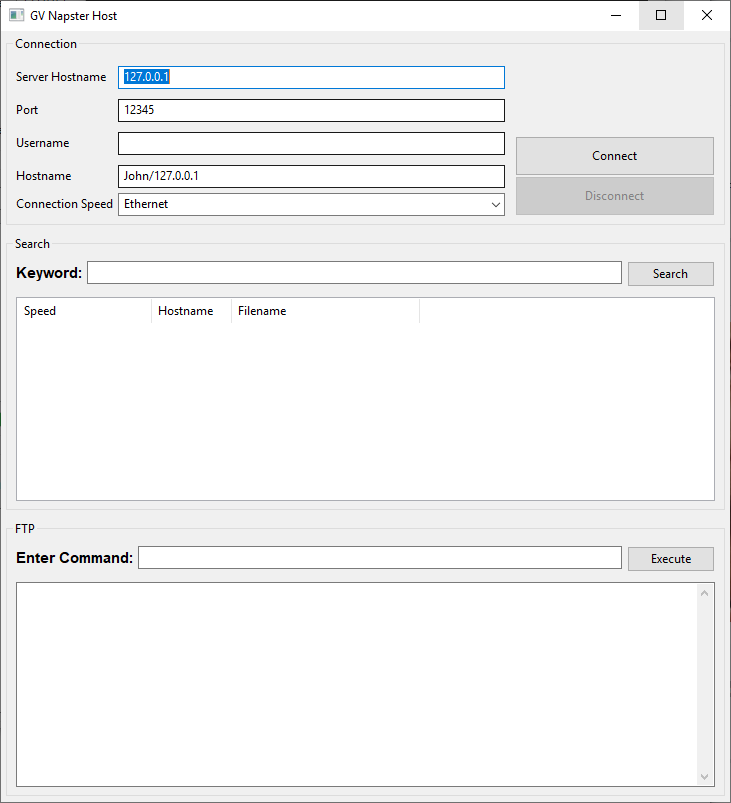 GV Napster Host
Connection
Server Hostname 127.0.0.1
Port 12345
Username
Hostname John/127.0.0.1
Connection Speed Ethernet
Connect
Disconnect
Search
Keyword: Search
Speed Hostname Filename
FTP
Enter Command: Execute